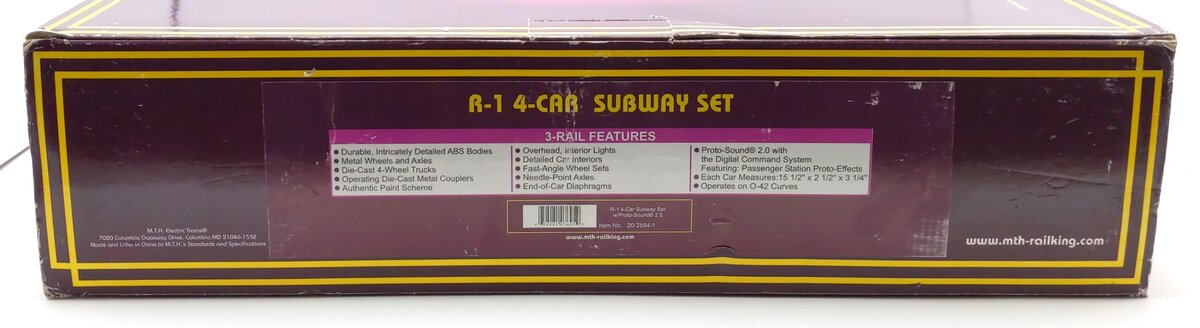 R-1 4-CAR SUBWAY SET
3-RAIL FEATURES
• Durable, Intricately Detailed ABS Bodies
• Metal Wheels and Axles
• Die-Cast 4-Wheel Trucks
• Operating Die-Cast Metal Couplers
• Authentic Paint Scheme
• Overhead, Interior Lights
• Detailed Car Interiors
• Fast-Angle Wheel Sets
• Needle-Point Axles
• End-of-Car Diaphragms
• Proto-Sound® 2.0 with
the Digital Command System
Featuring: Passenger Station Proto-Effects
• Each Car Measures:15 1/2" x 2 1/2" x 3 1/4"
• Operates on O-42 Curves
R-1 4-Car Subway Set
w/Proto-Sound® 2.0
Item No. 20-2554-1
www.mth-railking.com
M.T.H. Electric Trains®
7020 Columbia Gateway Drive, Columbia MD 21046-1532
Made and Litho in China to M.T.H.'s Standards and Specifications
www.mth-railking.com